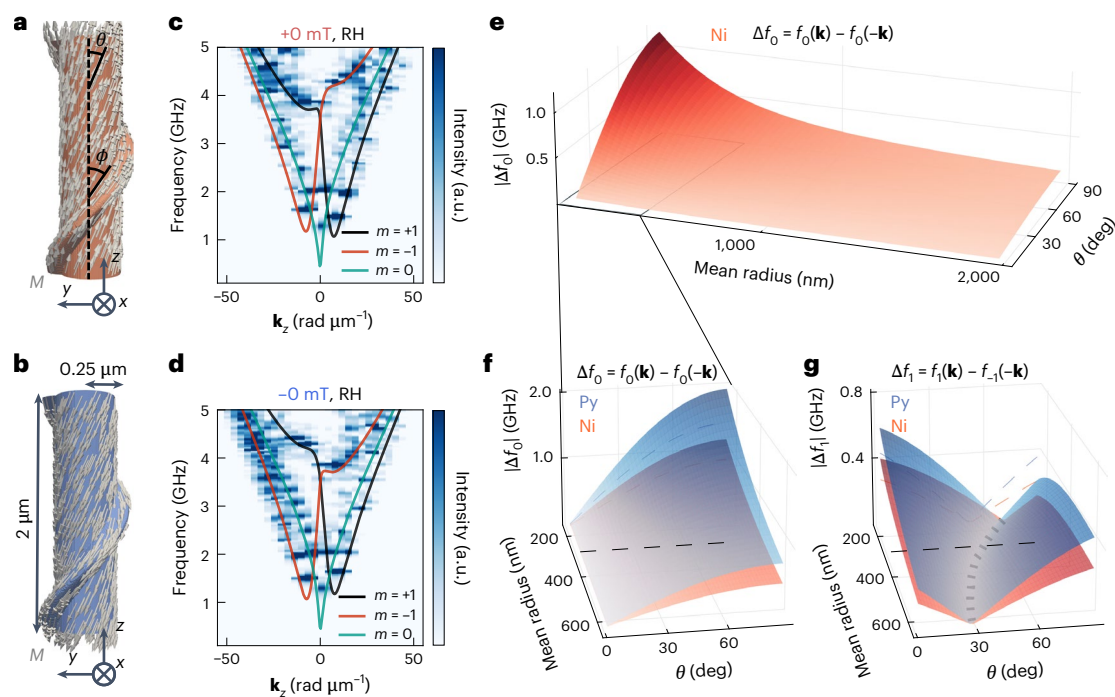 a
θ
ϕ
M
z
y
x
b
0.25 µm
2 µm
M
z
y
x
c
+0 mT, RH
Frequency (GHz)
5
4
3
2
1
m = +1
m = −1
m = 0
−50
0
50
k_z (rad µm⁻¹)
Intensity (a.u.)
d
−0 mT, RH
Frequency (GHz)
5
4
3
2
1
m = +1
m = −1
m = 0
−50
0
50
k_z (rad µm⁻¹)
Intensity (a.u.)
e
Ni Δf₀ = f₀(k) − f₀(−k)
|Δf₀| (GHz)
1.0
0.5
1,000
2,000
Mean radius (nm)
90
60
30
θ (deg)
f
Δf₀ = f₀(k) − f₀(−k)
Py
Ni
|Δf₀| (GHz)
2.0
1.0
200
400
600
Mean radius (nm)
0
30
60
θ (deg)
g
Δf₁ = f₁(k) − f₋₁(−k)
Py
Ni
|Δf₁| (GHz)
0.8
0.4
200
400
600
Mean radius (nm)
0
30
60
θ (deg)